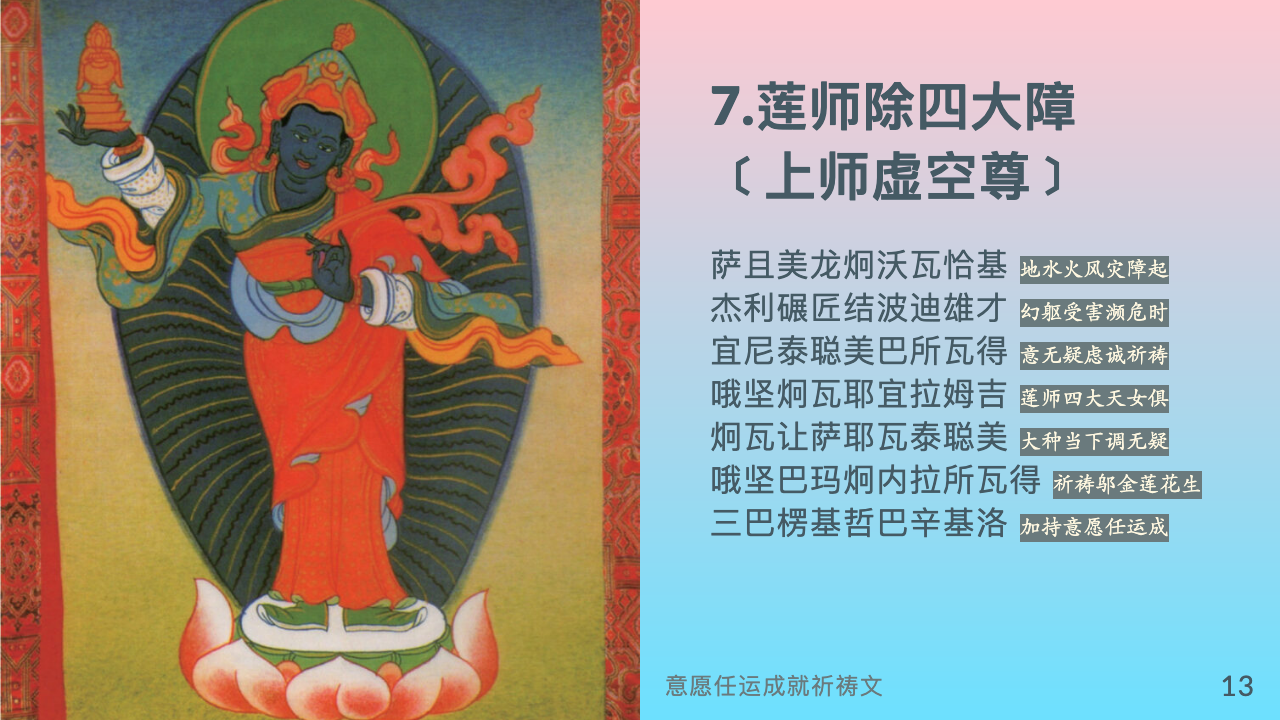 7.莲师除四大障
﹝上师虚空尊﹞
萨且美龙炯沃瓦恰基 地水火风灾障起
杰利碾匠结波迪雄才 幻躯受害濒危时
宜尼泰聪美巴所瓦得 意无疑虑诚祈祷
哦坚炯瓦耶宜拉姆吉 莲师四大天女俱
炯瓦让萨耶瓦泰聪美 大种当下调无疑
哦坚巴玛炯内拉所瓦得 祈祷邬金莲花生
三巴楞基哲巴辛基洛 加持意愿任运成
意愿任运成就祈祷文 13